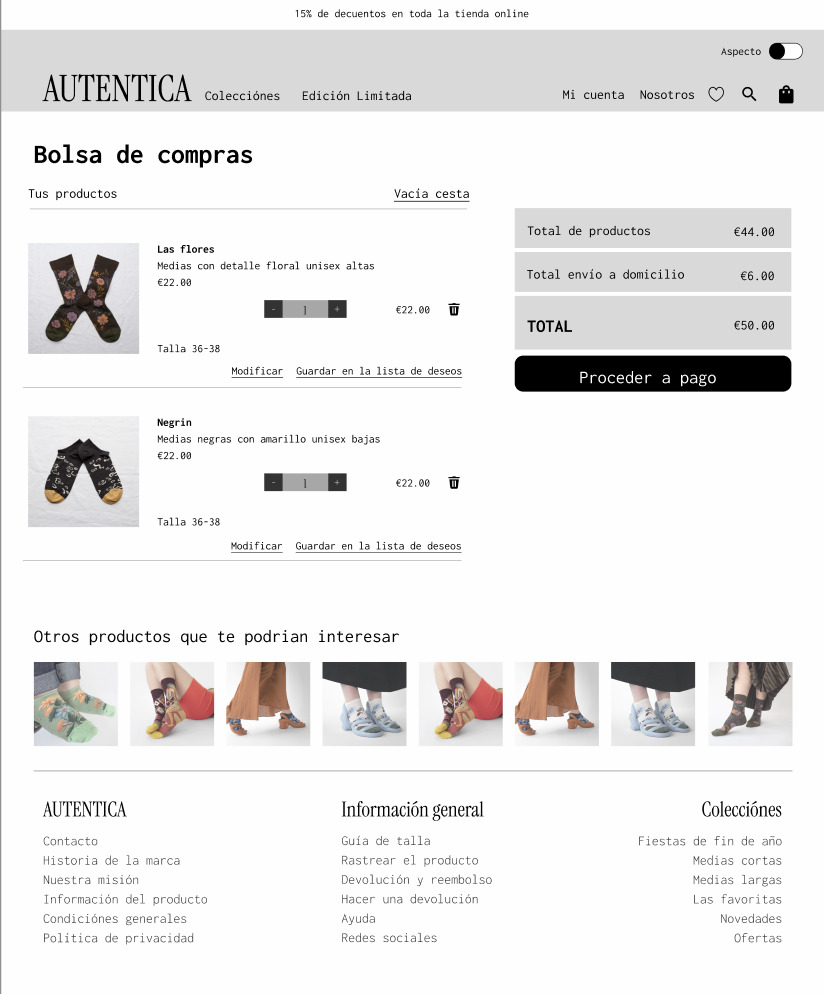 15% de decuentos en toda la tienda online
Aspecto
AUTENTICA
Colecciónes
Edición Limitada
Mi cuenta
Nosotros
Bolsa de compras
Tus productos
Vacía cesta
Las flores
Medias con detalle floral unisex altas
€22.00
- 1 +
€22.00
Talla 36-38
Modificar
Guardar en la lista de deseos
Negrin
Medias negras con amarillo unisex bajas
€22.00
- 1 +
€22.00
Talla 36-38
Modificar
Guardar en la lista de deseos
Total de productos €44.00
Total envío a domicilio €6.00
TOTAL €50.00
Proceder a pago
Otros productos que te podrian interesar
AUTENTICA
Contacto
Historia de la marca
Nuestra misión
Información del producto
Condiciónes generales
Política de privacidad
Información general
Guía de talla
Rastrear el producto
Devolución y reembolso
Hacer una devolución
Ayuda
Redes sociales
Colecciónes
Fiestas de fin de año
Medias cortas
Medias largas
Las favoritas
Novedades
Ofertas